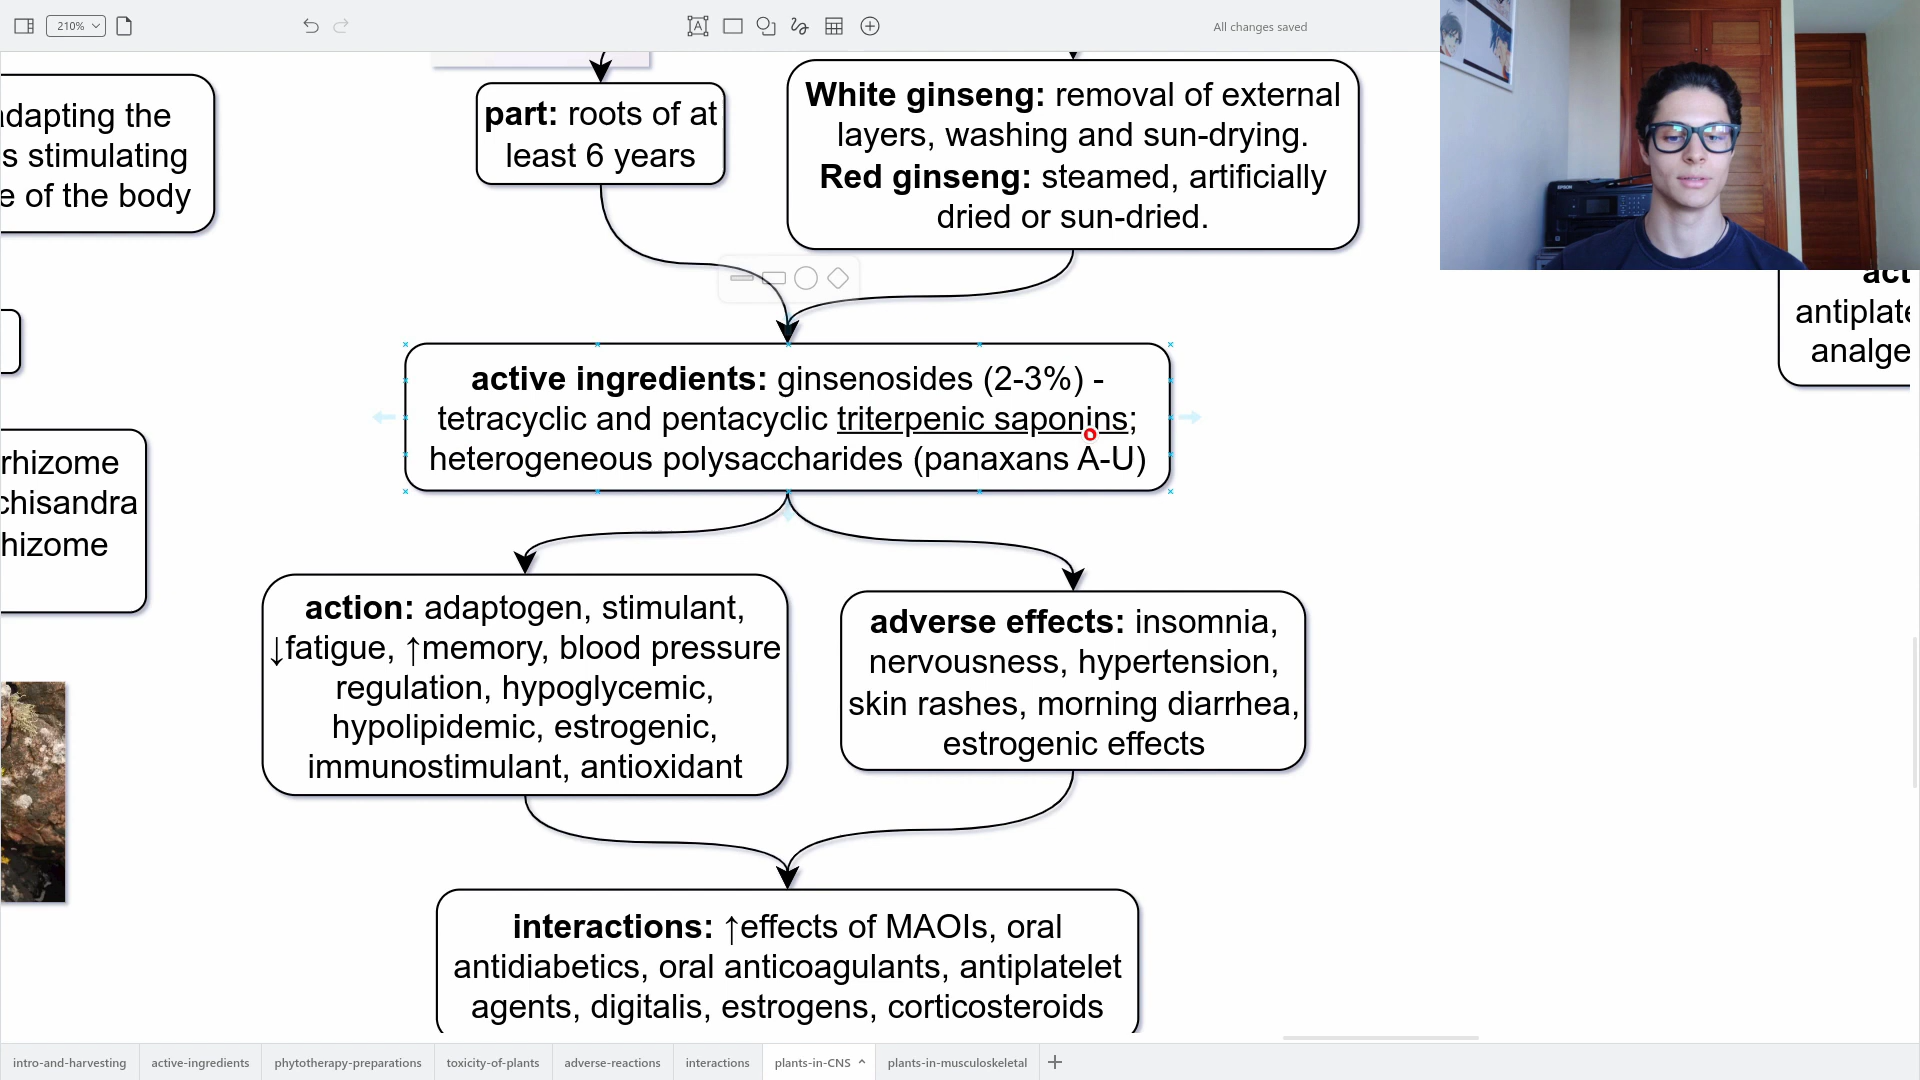 210%
All changes saved
adapting the
s stimulating
e of the body
part: roots of at
least 6 years
White ginseng: removal of external
layers, washing and sun-drying.
Red ginseng: steamed, artificially
dried or sun-dried.
EPSON
act
antiplate
analge
active ingredients: ginsenosides (2-3%) -
tetracyclic and pentacyclic triterpenic saponins;
heterogeneous polysaccharides (panaxans A-U)
rhizome
chisandra
hizome
action: adaptogen, stimulant,
↓fatigue, ↑memory, blood pressure
regulation, hypoglycemic,
hypolipidemic, estrogenic,
immunostimulant, antioxidant
adverse effects: insomnia,
nervousness, hypertension,
skin rashes, morning diarrhea,
estrogenic effects
interactions: ↑effects of MAOIs, oral
antidiabetics, oral anticoagulants, antiplatelet
agents, digitalis, estrogens, corticosteroids
intro-and-harvesting active-ingredients phytotherapy-preparations toxicity-of-plants adverse-reactions interactions plants-in-CNS plants-in-musculoskeletal